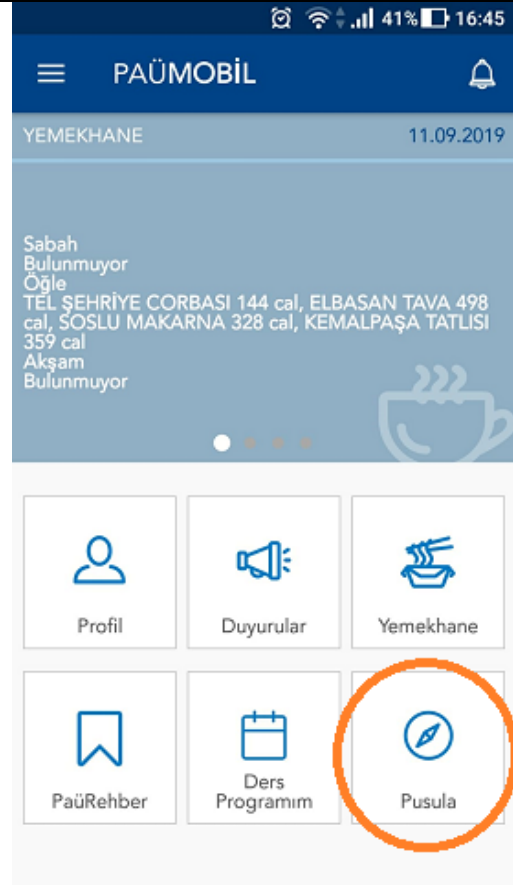 41% 16:45
PAÜMOBİL
YEMEKHANE 11.09.2019
Sabah
Bulunmuyor
Öğle
TEL ŞEHRİYE CORBASI 144 cal, ELBASAN TAVA 498
cal, SOSLU MAKARNA 328 cal, KEMALPAŞA TATLISI
359 cal
Akşam
Bulunmuyor
Profil Duyurular Yemekhane
PaüRehber Ders Programım Pusula